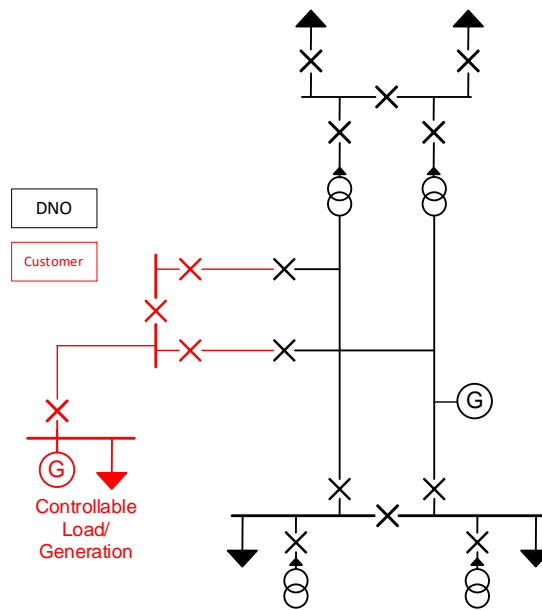 DNO
Customer
G
G
Controllable
Load/
Generation